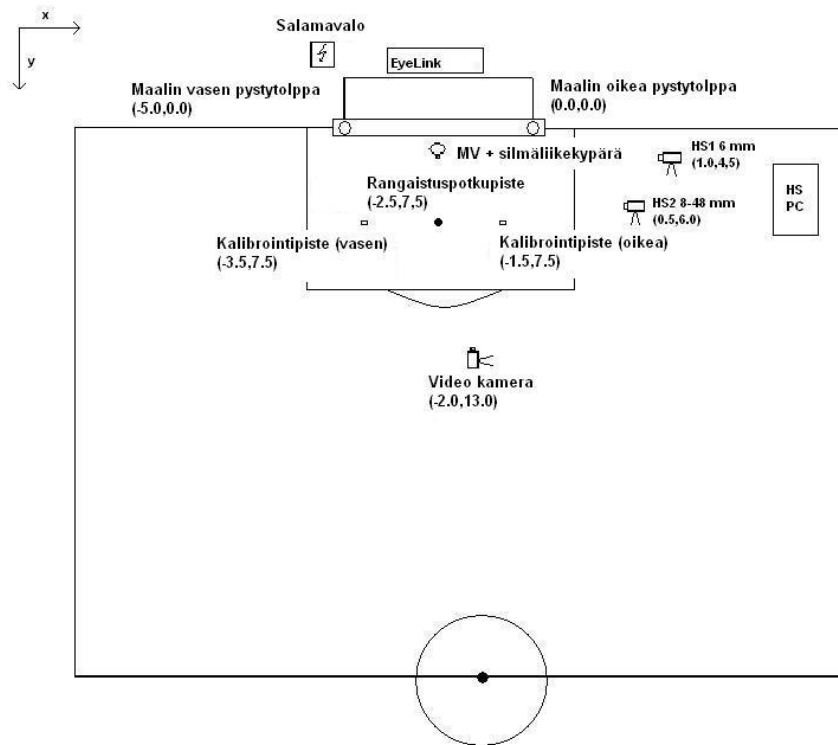 x
y
Salamavalo
EyeLink
Maalin vasen pystytolppa
(-5.0,0.0)
Maalin oikea pystytolppa
(0.0,0.0)
MV + silmäliikekypärä
HS1 6 mm
(1.0,4,5)
Rangaistuspotkupiste
(-2.5,7,5)
HS2 8-48 mm
(0.5,6.0)
HS
PC
Kalibrointipiste (vasen)
(-3.5,7.5)
Kalibrointipiste (oikea)
(-1.5,7.5)
Video kamera
(-2.0,13.0)